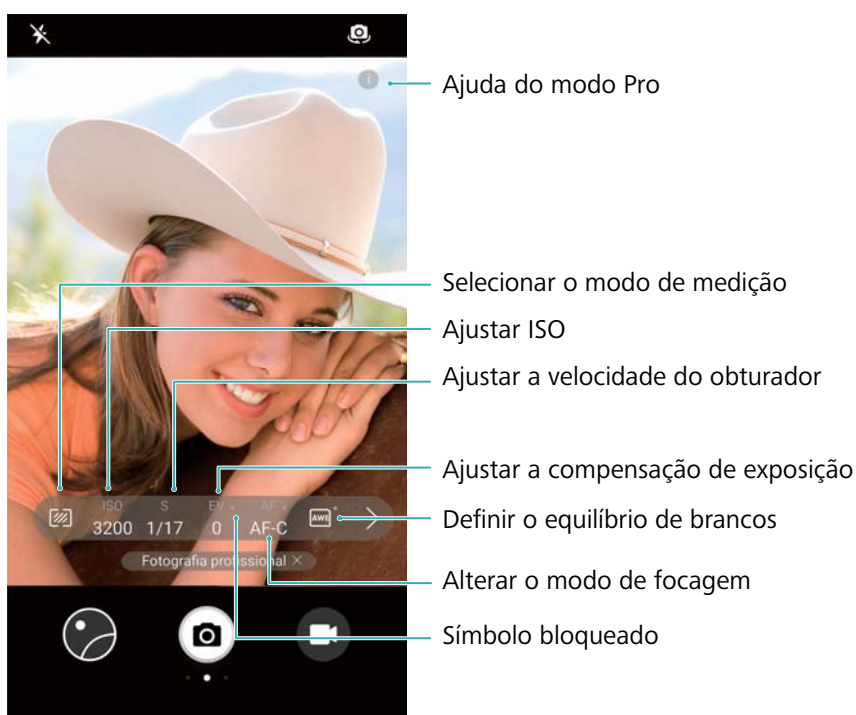 i
Ajuda do modo Pro
Selecionar o modo de medição
Ajustar ISO
Ajustar a velocidade do obturador
Ajustar a compensação de exposição
ISO S EV AF
3200 1/17 0 AF-C AWB
Definir o equilíbrio de brancos
Fotografia profissional ×
Alterar o modo de focagem
Símbolo bloqueado